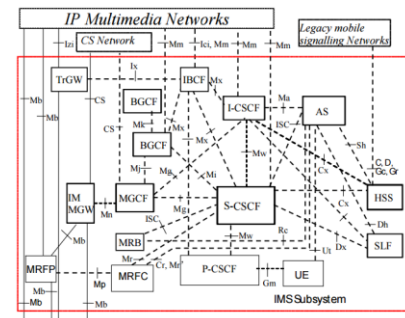 IP Multimedia Networks
Legacy mobile
signalling Networks
CS Network
Izi
Mm
Ici, Mm
Mm
Mm
TrGW
Ix
IBCF
Mx
I-CSCF
Ma
AS
Mb
Mb
CS
BGCF
CS
Mk
Mx
BGCF
Mx
ISC
Sh
C, D,
Gc, Gr
Mj
Mg
Mi
Mw
Cx
HSS
IM
MGW
Mn
MGCF
Mg
S-CSCF
Cx
ISC
MRB
Rc
Dh
SLF
Mb
Mr
Cr, Mr'
Mw
Ut
Dx
MRFP
Mp
MRFC
P-CSCF
Gm
UE
Mb
Mb
Mb
IMS Subsystem